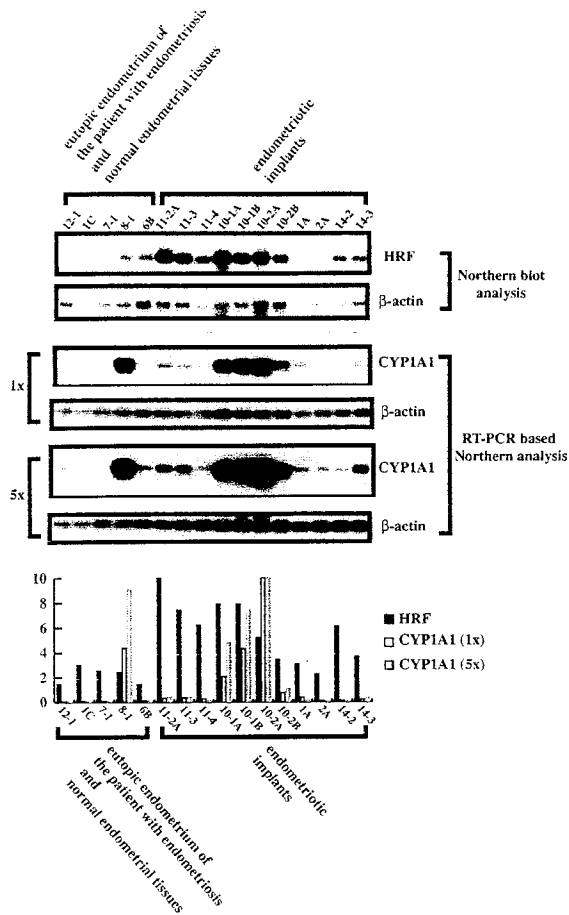 eutopic endometrium of
the patient with endometriosis
and
normal endometrial tissues
endometriotic
implants
12-1 1C 7-1 8-1 6B 11-2A 11-3 11-4 10-1A 10-1B 10-2A 10-2B 1A 2A 14-2 14-3
HRF
β-actin
Northern blot
analysis
1x
CYP1A1
β-actin
5x
CYP1A1
β-actin
RT-PCR based
Northern analysis
10
8
6
4
2
0
HRF
CYP1A1 (1x)
CYP1A1 (5x)
12-1 1C 7-1 8-1 6B 11-2A 11-3 11-4 10-1A 10-1B 10-2A 10-2B 1A 2A 14-2 14-3
eutopic endometrium of
the patient with endometriosis
and
normal endometrial tissues
endometriotic
implants